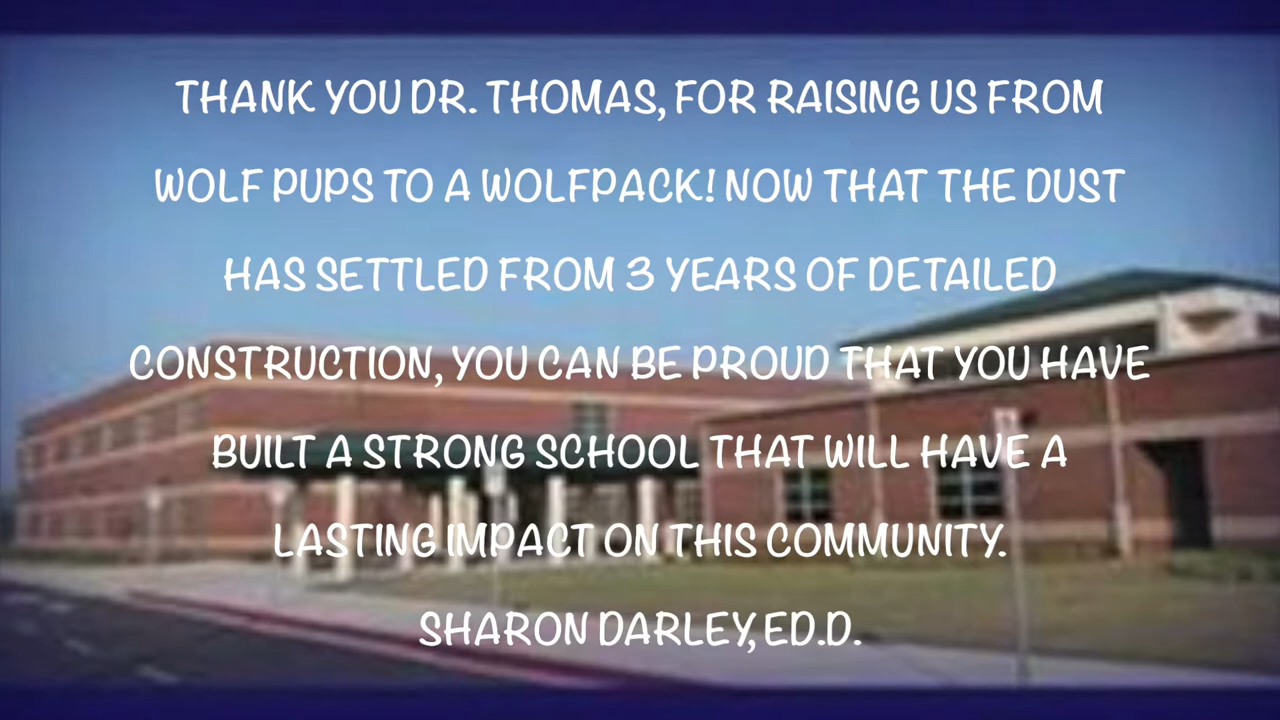 THANK YOU DR. THOMAS, FOR RAISING US FROM
WOLF PUPS TO A WOLFPACK! NOW THAT THE DUST
HAS SETTLED FROM 3 YEARS OF DETAILED
CONSTRUCTION, YOU CAN BE PROUD THAT YOU HAVE
BUILT A STRONG SCHOOL THAT WILL HAVE A
LASTING IMPACT ON THIS COMMUNITY.
SHARON DARLEY, ED.D.